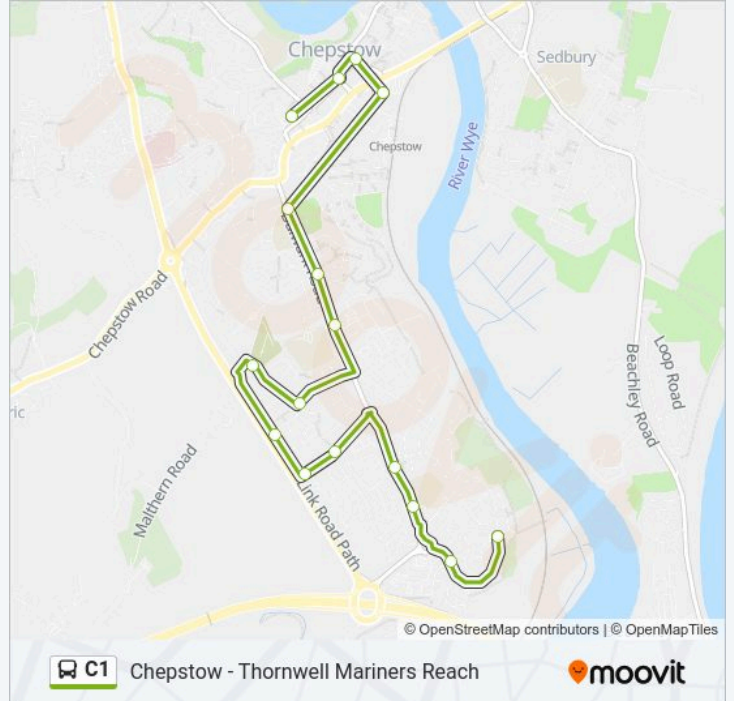 Chepstow
Sedbury
Chepstow
River Wye
Chepstow Road
Loop Road
Beachley Road
ric
Malthern Road
Link Road Path
© OpenStreetMap contributors | © OpenMapTiles
C1 Chepstow - Thornwell Mariners Reach
moovit